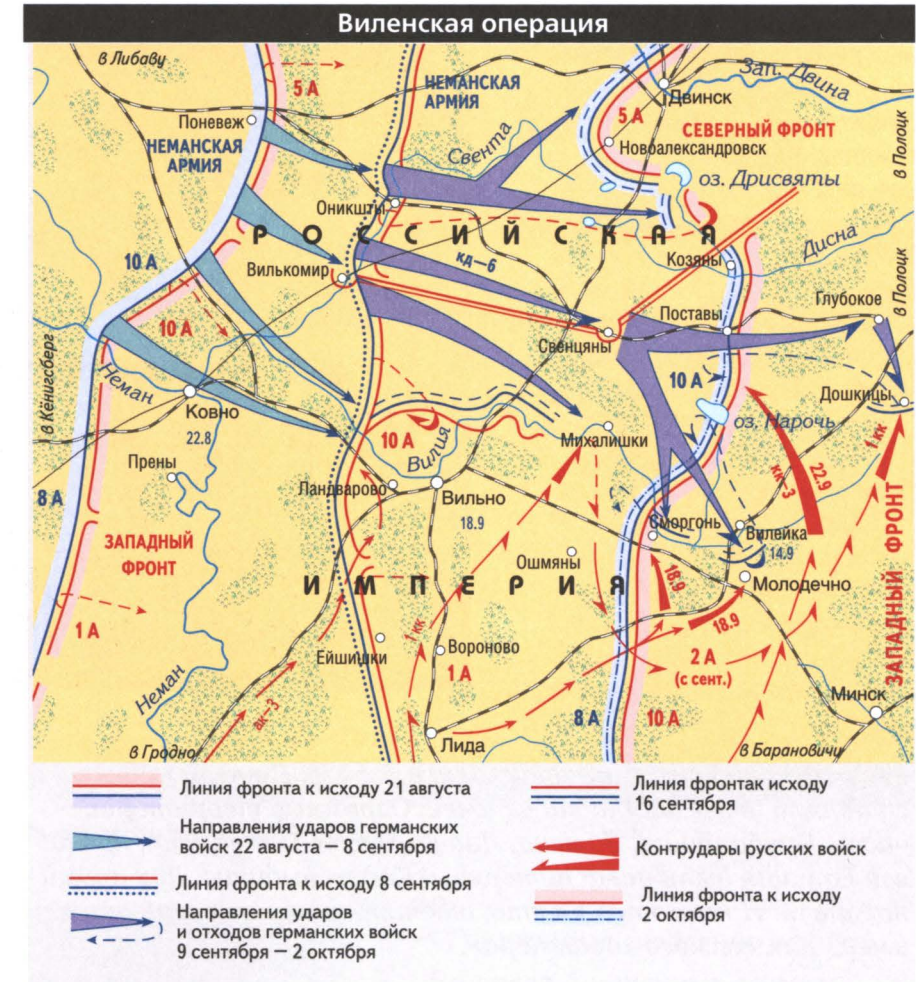 Виленская операция
в Либаву
5 А
НЕМАНСКАЯ
АРМИЯ
Зап. Двина
Двинск
Поневеж
5 А
СЕВЕРНЫЙ ФРОНТ
НЕМАНСКАЯ
АРМИЯ
Свента
Новоалександровск
в Полоцк
оз. Дрисвяты
Оникшты
РОССИЙСКАЯ
10 А
Вилькомир
кд–6
Козяны
Дисна
в Полоцк
10 А
Поставы
Глубокое
Свенцяны
в Кёнигсберг
Неман
10 А
Дошкицы
Ковно
22.8
10 А
Вилия
Михалишки
оз. Нарочь
1 кк
Прены
кк–3
22.9
8 А
Ландварово
Вильно
18.9
Сморгонь
Вилейка
14.9
ЗАПАДНЫЙ
ФРОНТ
Ошмяны
ИМПЕРИЯ
18.9
Молодечно
ЗАПАДНЫЙ ФРОНТ
1 А
1 кк
18.9
Ейшишки
Вороново
1 А
2 А
(с сент.)
Неман
ак–3
8 А
10 А
Минск
Лида
в Гродно
в Барановичи
Линия фронта к исходу 21 августа
Направления ударов германских
войск 22 августа — 8 сентября
Линия фронта к исходу 8 сентября
Направления ударов
и отходов германских войск
9 сентября — 2 октября
Линия фронтак исходу
16 сентября
Контрудары русских войск
Линия фронта к исходу
2 октября